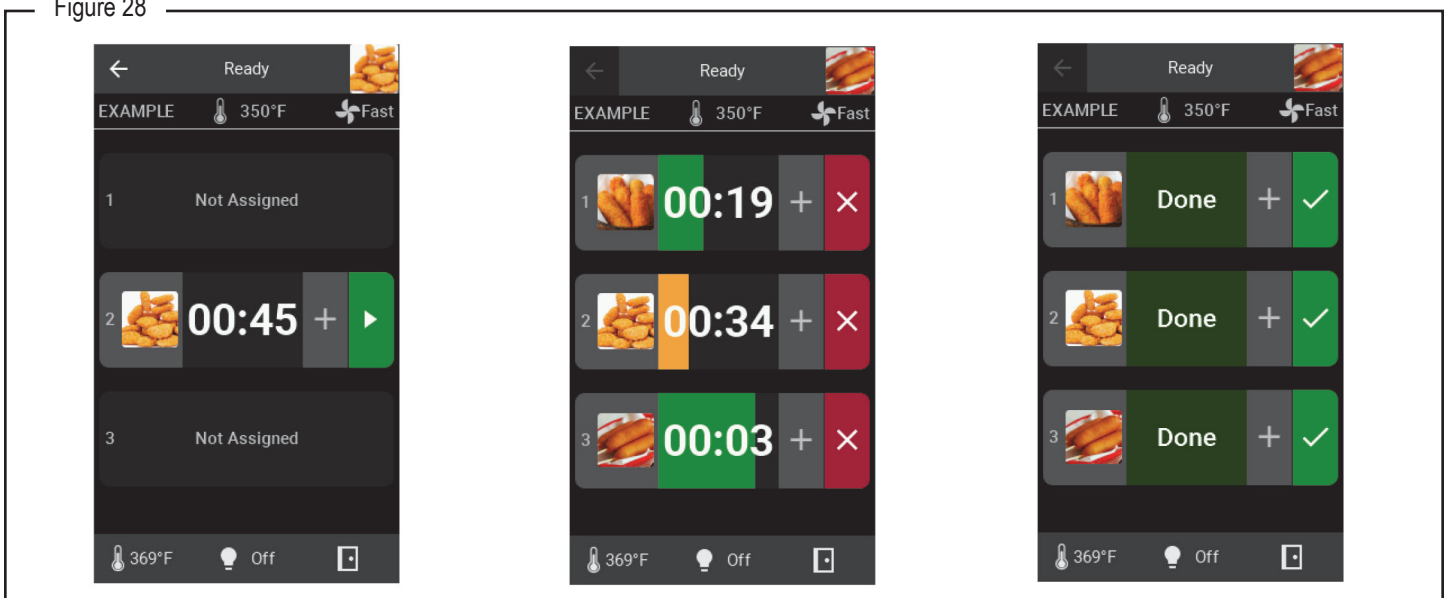 Figure 28
Ready
EXAMPLE 350°F Fast
1 Not Assigned
2 00:45 +
3 Not Assigned
369°F Off
Ready
EXAMPLE 350°F Fast
1 00:19 + ×
2 00:34 + ×
3 00:03 + ×
369°F Off
Ready
EXAMPLE 350°F Fast
1 Done +
2 Done +
3 Done +
369°F Off